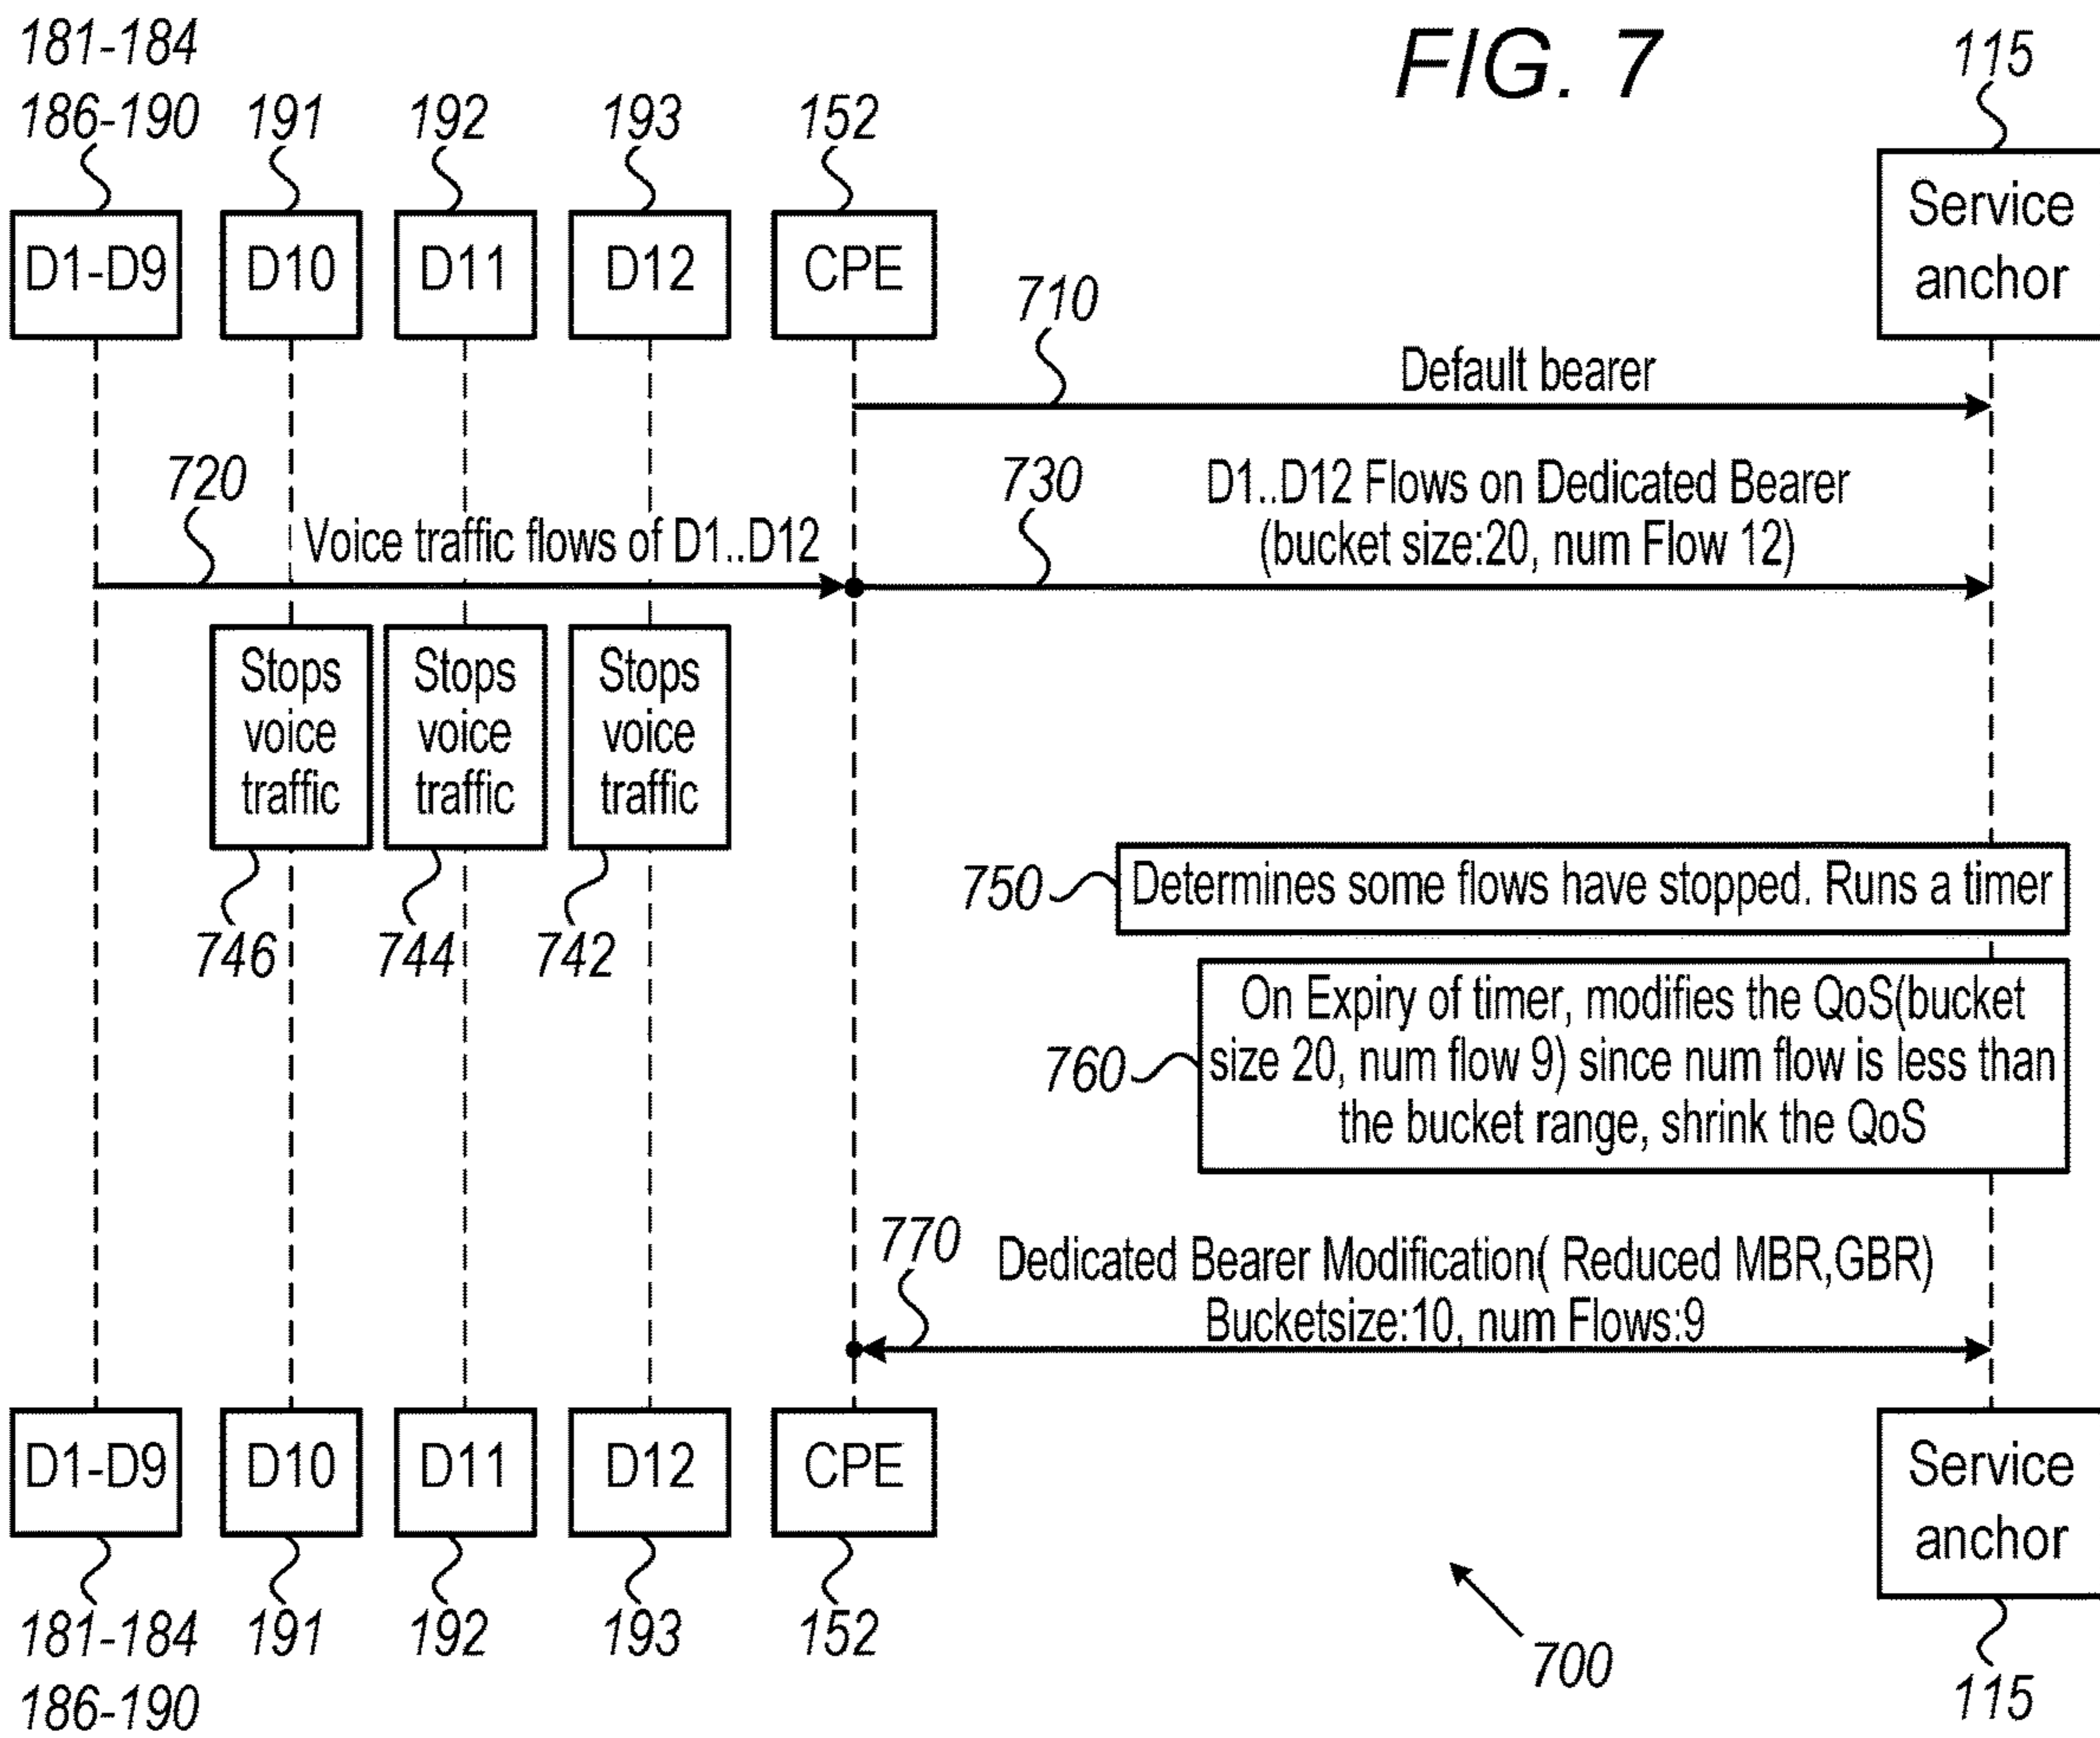 FIG. 7
181-184
186-190
191
192
193
152
115
D1-D9
D10
D11
D12
CPE
Service
anchor
710
Default bearer
720
Voice traffic flows of D1..D12
730
D1..D12 Flows on Dedicated Bearer
(bucket size:20, num Flow 12)
Stops
voice
traffic
Stops
voice
traffic
Stops
voice
traffic
746
744
742
750
Determines some flows have stopped. Runs a timer
760
On Expiry of timer, modifies the QoS(bucket
size 20, num flow 9) since num flow is less than
the bucket range, shrink the QoS
770
Dedicated Bearer Modification( Reduced MBR,GBR)
Bucketsize:10, num Flows:9
D1-D9
D10
D11
D12
CPE
Service
anchor
181-184
186-190
191
192
193
152
700
115